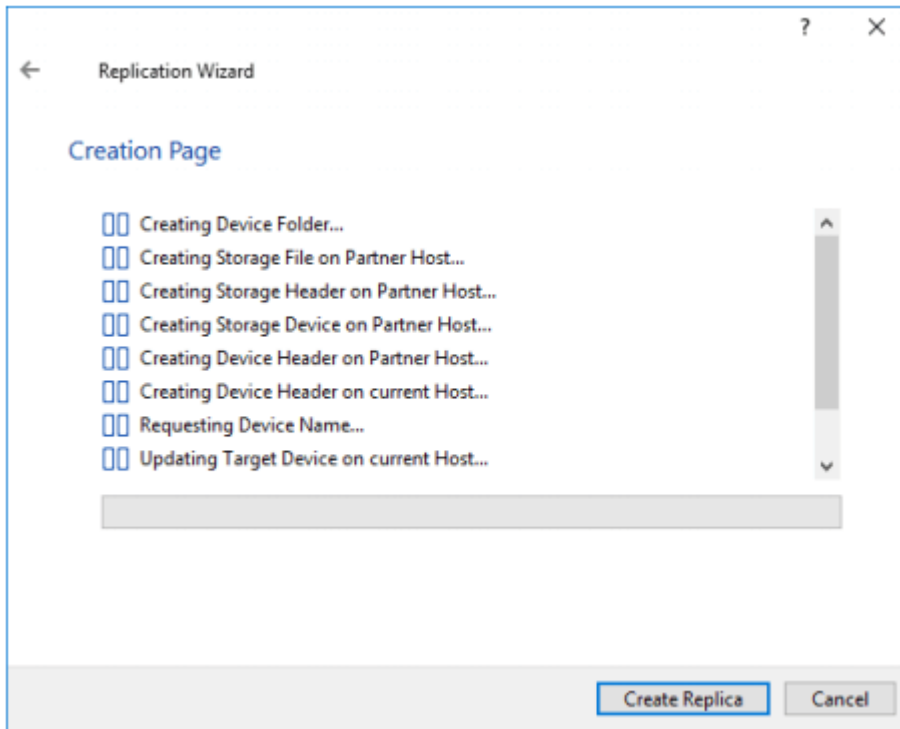 ?
Replication Wizard
Creation Page
Creating Device Folder...
Creating Storage File on Partner Host...
Creating Storage Header on Partner Host...
Creating Storage Device on Partner Host...
Creating Device Header on Partner Host...
Creating Device Header on current Host...
Requesting Device Name...
Updating Target Device on current Host...
Create Replica
Cancel